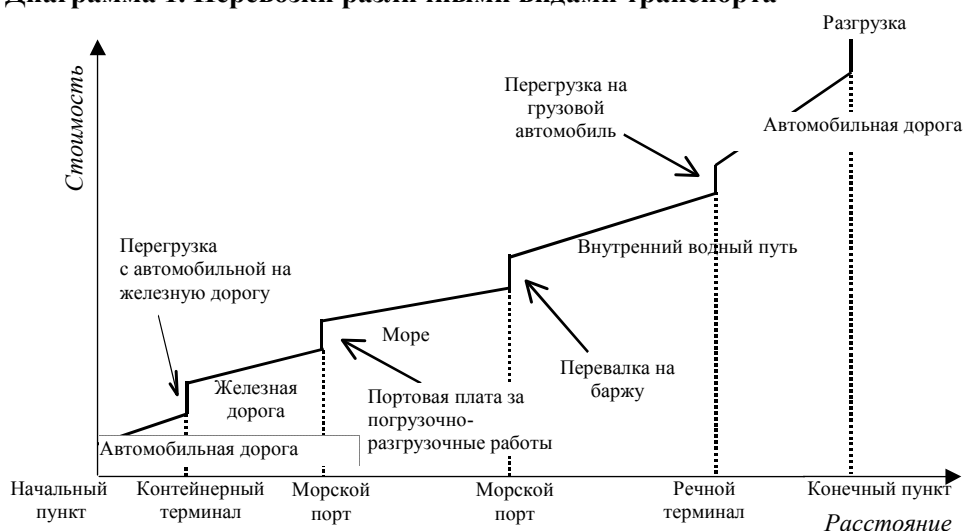 Диаграмма 1. Перевозки различными видами транспорта
Разгрузка
Стоимость
Перегрузка на
грузовой
автомобиль
Автомобильная дорога
Перегрузка
с автомобильной на
железную дорогу
Внутренний водный путь
Море
Перевалка на
баржу
Железная
дорога
Портовая плата за
погрузочно-
разгрузочные работы
Автомобильная дорога
Начальный
пункт
Контейнерный
терминал
Морской
порт
Морской
порт
Речной
терминал
Конечный пункт
Расстояние